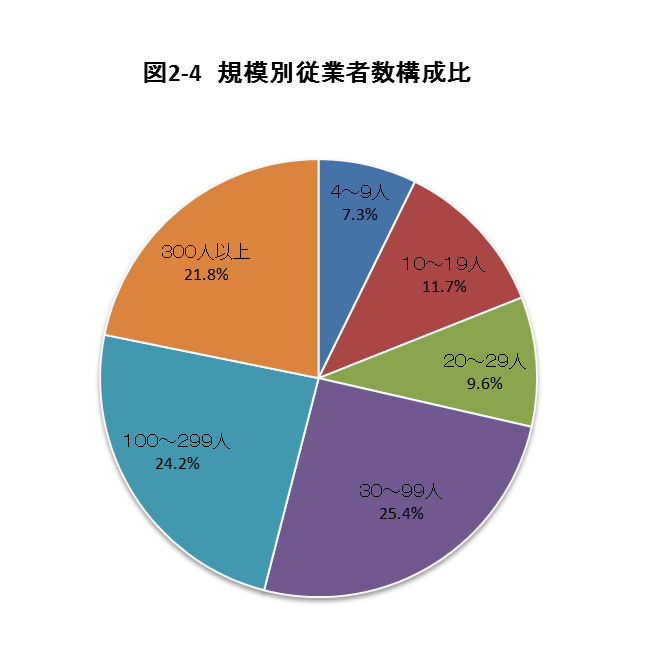 図2-4 規模別従業者数構成比
4～9人
7.3%
10～19人
11.7%
20～29人
9.6%
30～99人
25.4%
100～299人
24.2%
300人以上
21.8%